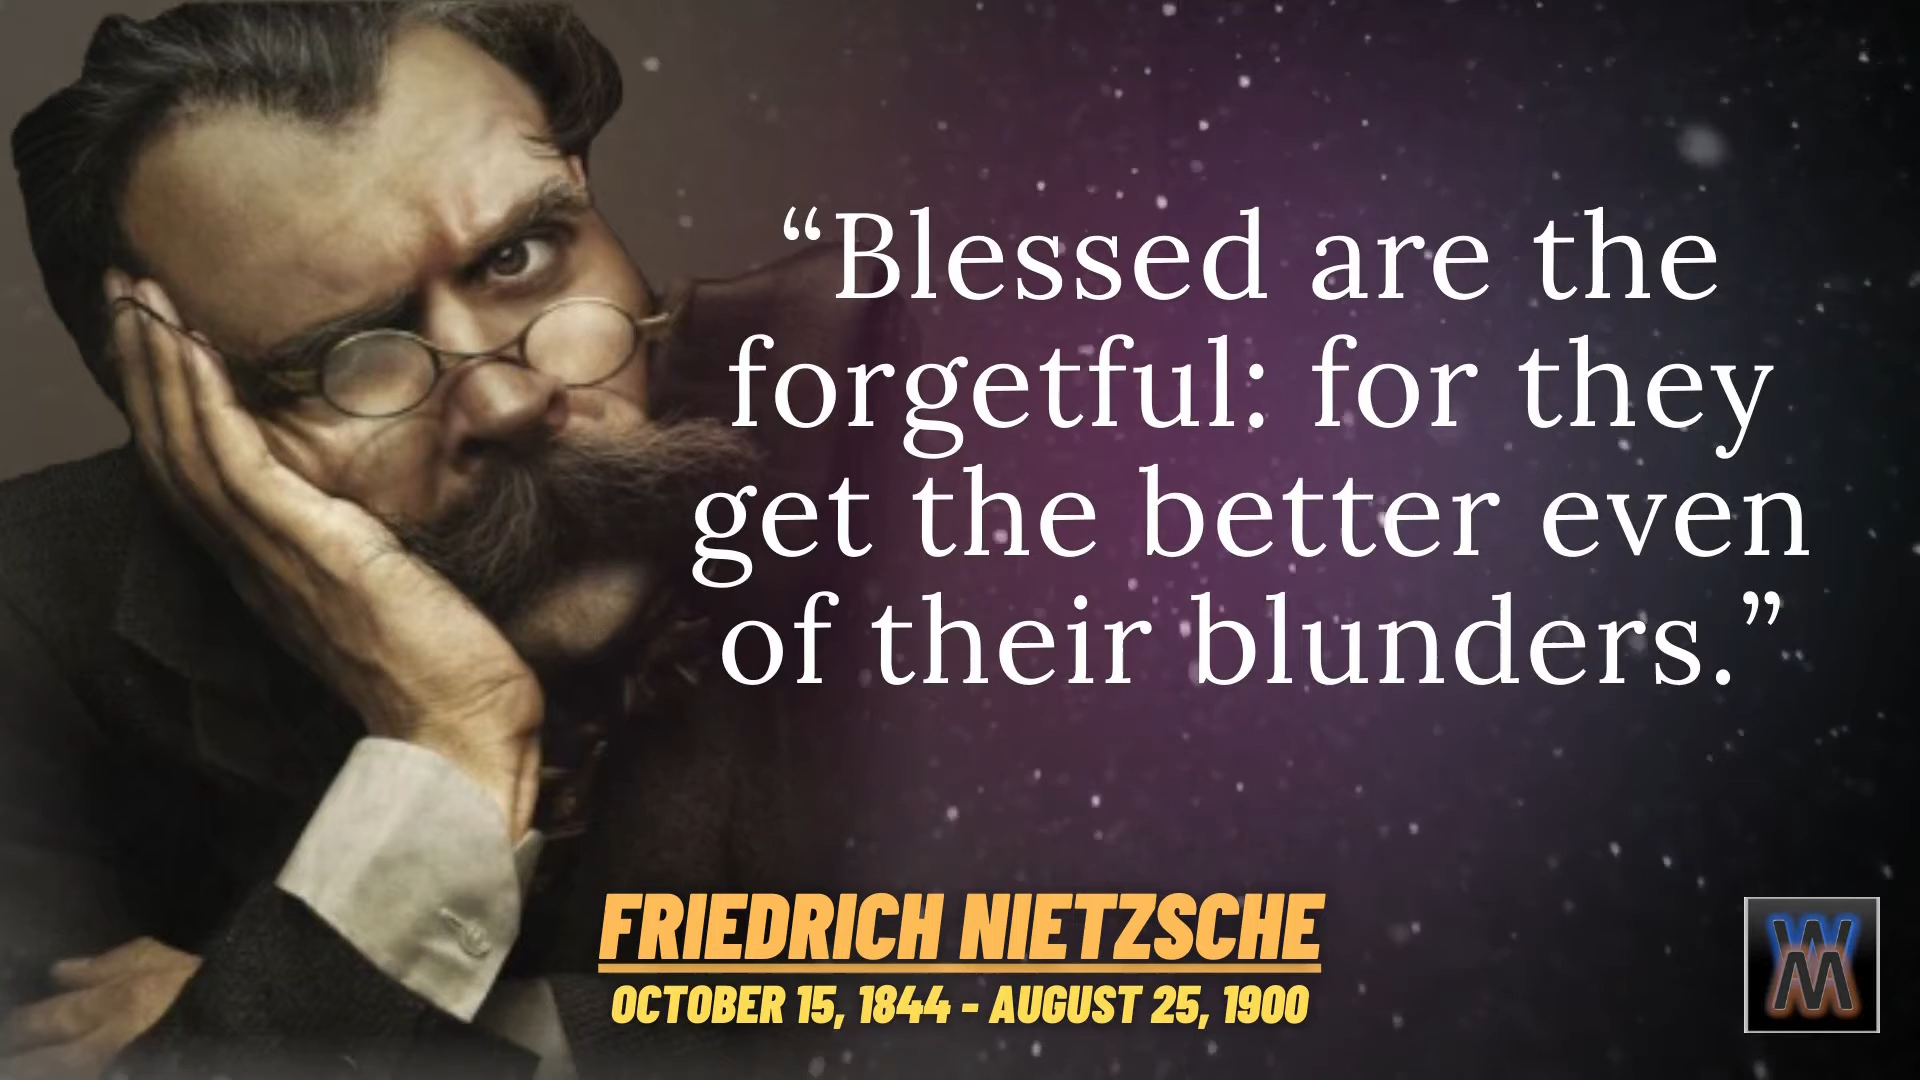 “Blessed are the
forgetful: for they
get the better even
of their blunders.”
FRIEDRICH NIETZSCHE
OCTOBER 15, 1844 - AUGUST 25, 1900
WM